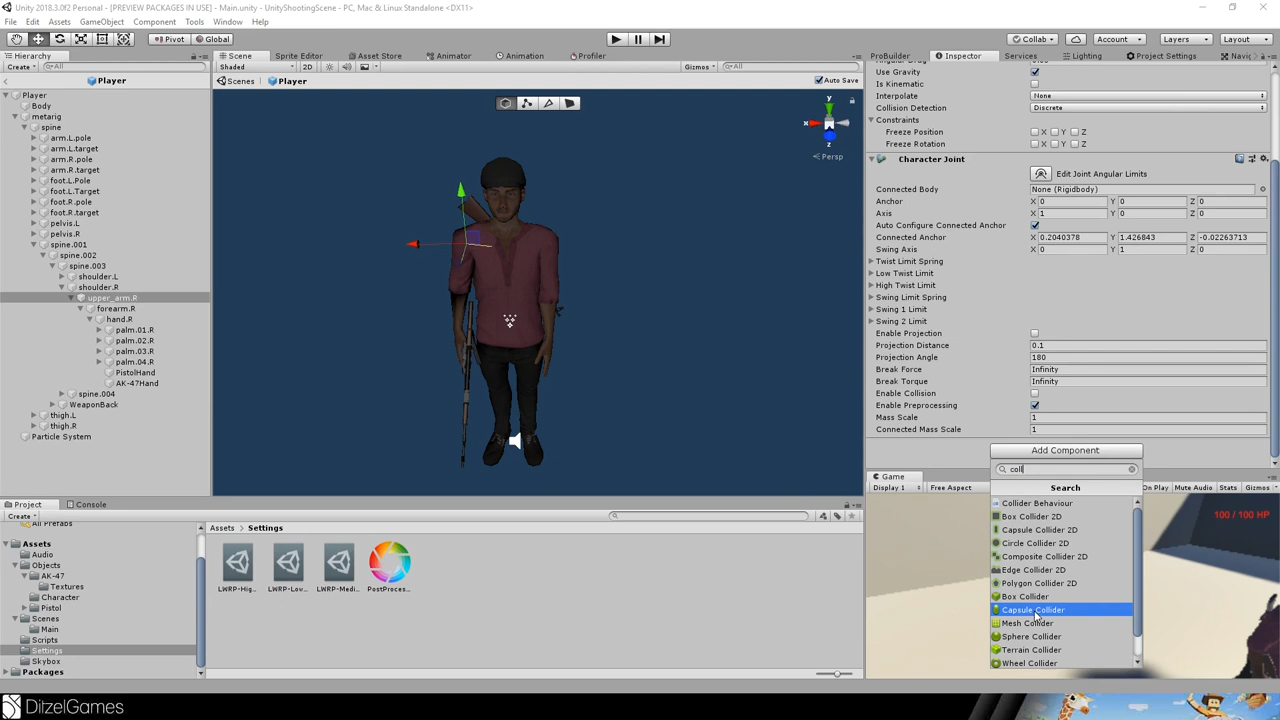 Unity 2018.3.0f2 Personal - [PREVIEW PACKAGES IN USE] - Main.unity - UnityShootingScene - PC, Mac & Linux Standalone <DX11>
File Edit Assets GameObject Component Tools Window Help
Pivot Global Collab Account Layers Layout
Hierarchy Scene Sprite Editor Asset Store Animator Animation Profiler ProBuilder Inspector Services Lighting Project Settings Navig
Create All Shaded 2D Gizmos All
Player Scenes Player Auto Save
Player
Body
metarig
spine
arm.L.pole
arm.L.target
arm.R.pole
arm.R.target
foot.L.Pole
foot.L.Target
foot.R.pole
foot.R.target
pelvis.L
pelvis.R
spine.001
spine.002
spine.003
shoulder.L
shoulder.R
upper_arm.R
forearm.R
hand.R
palm.01.R
palm.02.R
palm.03.R
palm.04.R
PistolHand
AK-47Hand
spine.004
WeaponBack
thigh.L
thigh.R
Particle System
y
x
z
Persp
Use Gravity
Is Kinematic
Interpolate None
Collision Detection Discrete
Constraints
Freeze Position X Y Z
Freeze Rotation X Y Z
Character Joint
Edit Joint Angular Limits
Connected Body None (Rigidbody)
Anchor X 0 Y 0 Z 0
Axis X 1 Y 0 Z 0
Auto Configure Connected Anchor
Connected Anchor X 0.2040378 Y 1.426843 Z -0.02263713
Swing Axis X 0 Y 1 Z 0
Twist Limit Spring
Low Twist Limit
High Twist Limit
Swing Limit Spring
Swing 1 Limit
Swing 2 Limit
Enable Projection
Projection Distance 0.1
Projection Angle 180
Break Force Infinity
Break Torque Infinity
Enable Collision
Enable Preprocessing
Mass Scale 1
Connected Mass Scale 1
Add Component
coll
Search
Collider Behaviour
Box Collider 2D
Capsule Collider 2D
Circle Collider 2D
Composite Collider 2D
Edge Collider 2D
Polygon Collider 2D
Box Collider
Capsule Collider
Mesh Collider
Sphere Collider
Terrain Collider
Wheel Collider
Game
Display 1 Free Aspect On Play Mute Audio Stats Gizmos
100 / 100 HP
Project Console
Create
All Prefabs
Assets
Audio
Objects
AK-47
Textures
Character
Pistol
Scenes
Main
Scripts
Settings
Skybox
Packages
Assets Settings
LWRP-Hig... LWRP-Lov... LWRP-Medi... PostProces...
DitzelGames